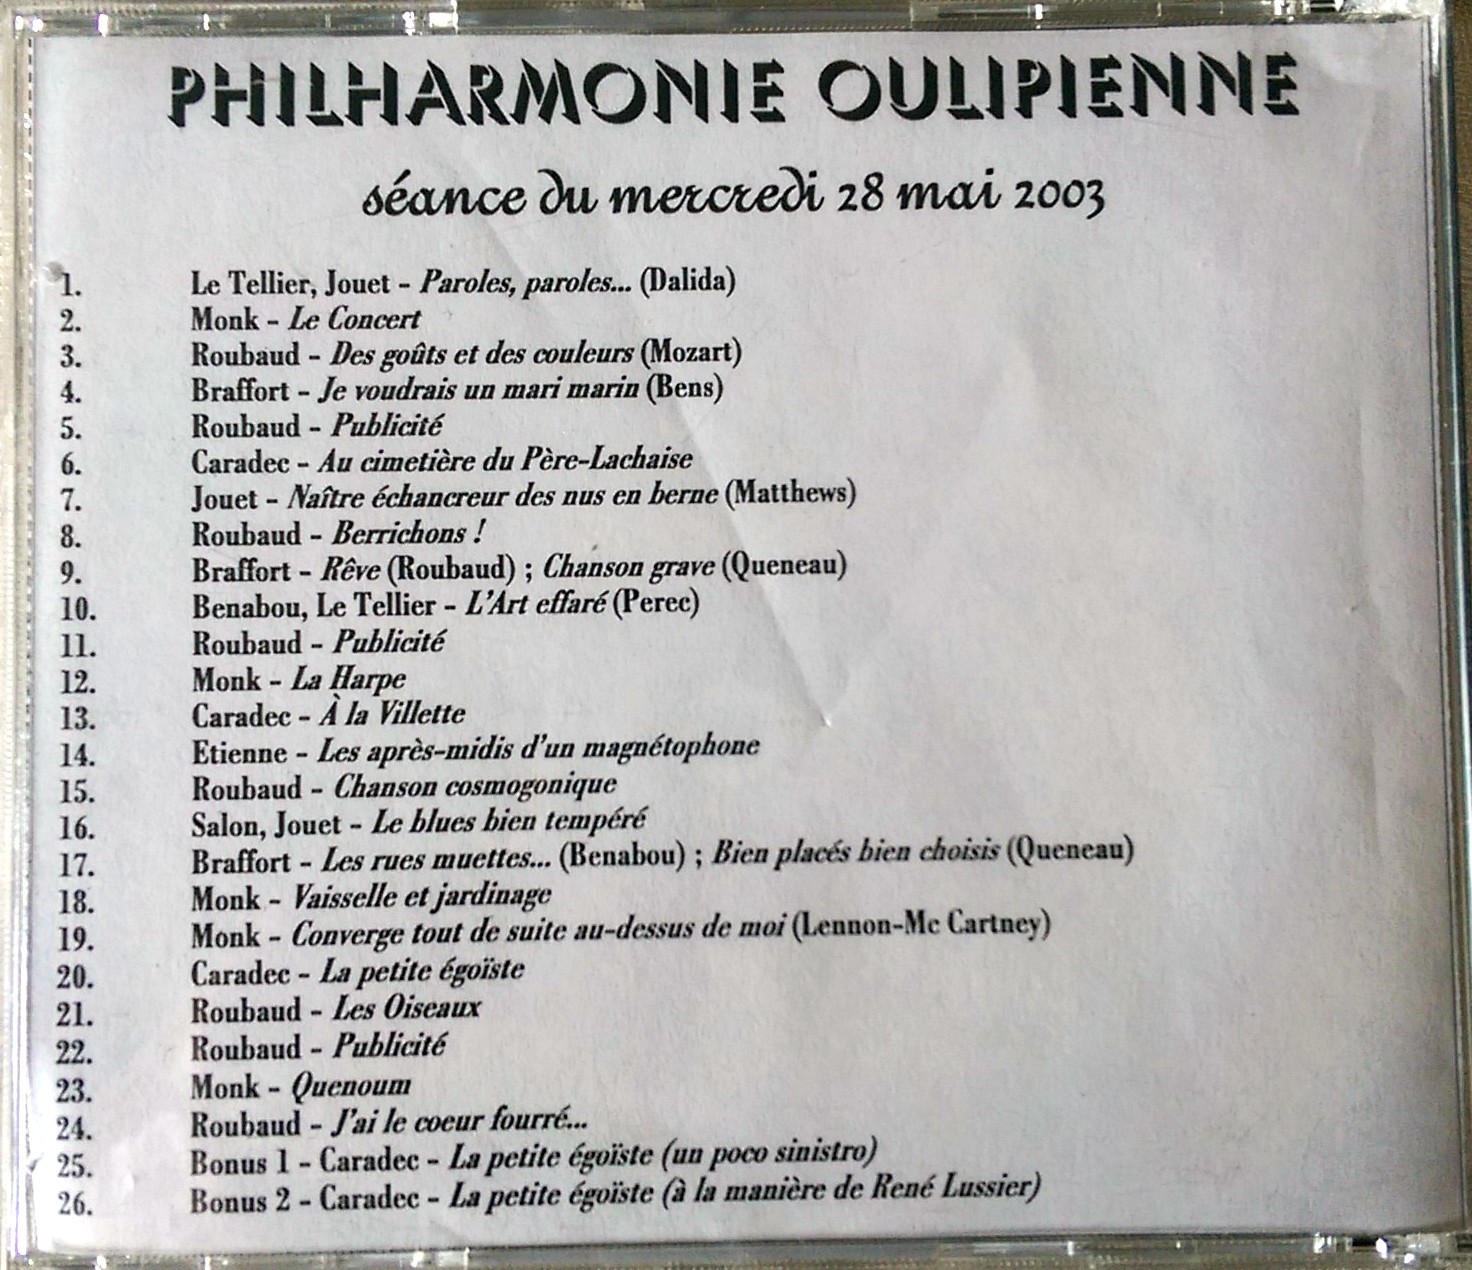 PHILHARMONIE OULIPIENNE
séance du mercredi 28 mai 2003
1. Le Tellier, Jouet - Paroles, paroles... (Dalida)
2. Monk - Le Concert
3. Roubaud - Des goûts et des couleurs (Mozart)
4. Braffort - Je voudrais un mari marin (Bens)
5. Roubaud - Publicité
6. Caradec - Au cimetière du Père-Lachaise
7. Jouet - Naître échancreur des nus en berne (Matthews)
8. Roubaud - Berrichons !
9. Braffort - Rêve (Roubaud) ; Chanson grave (Queneau)
10. Benabou, Le Tellier - L'Art effaré (Perec)
11. Roubaud - Publicité
12. Monk - La Harpe
13. Caradec - À la Villette
14. Etienne - Les après-midis d'un magnétophone
15. Roubaud - Chanson cosmogonique
16. Salon, Jouet - Le blues bien tempéré
17. Braffort - Les rues muettes... (Benabou) ; Bien placés bien choisis (Queneau)
18. Monk - Vaisselle et jardinage
19. Monk - Converge tout de suite au-dessus de moi (Lennon-Mc Cartney)
20. Caradec - La petite égoïste
21. Roubaud - Les Oiseaux
22. Roubaud - Publicité
23. Monk - Quenoum
24. Roubaud - J'ai le coeur fourré...
25. Bonus 1 - Caradec - La petite égoïste (un poco sinistro)
26. Bonus 2 - Caradec - La petite égoïste (à la manière de René Lussier)